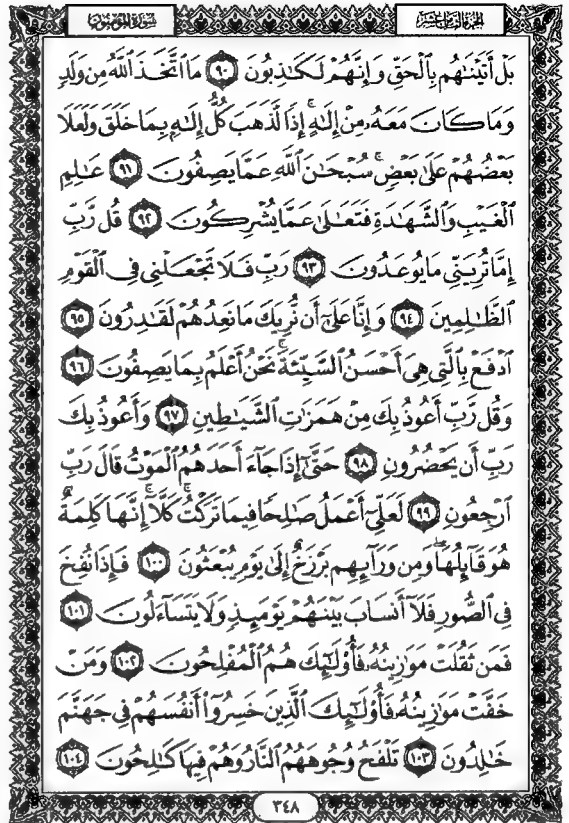 الجزء الثامن عشر
سورة المؤمنون
بَلْ أَتَيْنَٰهُم بِٱلْحَقِّ وَإِنَّهُمْ لَكَٰذِبُونَ ٩٠ مَا ٱتَّخَذَ ٱللَّهُ مِن وَلَدٍ
وَمَا كَانَ مَعَهُۥ مِنْ إِلَٰهٍ ۚ إِذًا لَّذَهَبَ كُلُّ إِلَٰهٍۭ بِمَا خَلَقَ وَلَعَلَا
بَعْضُهُمْ عَلَىٰ بَعْضٍ ۚ سُبْحَٰنَ ٱللَّهِ عَمَّا يَصِفُونَ ٩١ عَٰلِمِ
ٱلْغَيْبِ وَٱلشَّهَٰدَةِ فَتَعَٰلَىٰ عَمَّا يُشْرِكُونَ ٩٢ قُل رَّبِّ
إِمَّا تُرِيَنِّى مَا يُوعَدُونَ ٩٣ رَبِّ فَلَا تَجْعَلْنِى فِى ٱلْقَوْمِ
ٱلظَّٰلِمِينَ ٩٤ وَإِنَّا عَلَىٰٓ أَن نُّرِيَكَ مَا نَعِدُهُمْ لَقَٰدِرُونَ ٩٥
ٱدْفَعْ بِٱلَّتِى هِىَ أَحْسَنُ ٱلسَّيِّئَةَ ۚ نَحْنُ أَعْلَمُ بِمَا يَصِفُونَ ٩٦
وَقُل رَّبِّ أَعُوذُ بِكَ مِنْ هَمَزَٰتِ ٱلشَّيَٰطِينِ ٩٧ وَأَعُوذُ بِكَ
رَبِّ أَن يَحْضُرُونِ ٩٨ حَتَّىٰٓ إِذَا جَآءَ أَحَدَهُمُ ٱلْمَوْتُ قَالَ رَبِّ
ٱرْجِعُونِ ٩٩ لَعَلِّىٓ أَعْمَلُ صَٰلِحًا فِيمَا تَرَكْتُ ۚ كَلَّآ ۚ إِنَّهَا كَلِمَةٌ
هُوَ قَآئِلُهَا ۖ وَمِن وَرَآئِهِم بَرْزَخٌ إِلَىٰ يَوْمِ يُبْعَثُونَ ١٠٠ فَإِذَا نُفِخَ
فِى ٱلصُّورِ فَلَآ أَنسَابَ بَيْنَهُمْ يَوْمَئِذٍ وَلَا يَتَسَآءَلُونَ ١٠١
فَمَن ثَقُلَتْ مَوَٰزِينُهُۥ فَأُو۟لَٰٓئِكَ هُمُ ٱلْمُفْلِحُونَ ١٠٢ وَمَنْ
خَفَّتْ مَوَٰزِينُهُۥ فَأُو۟لَٰٓئِكَ ٱلَّذِينَ خَسِرُوٓا۟ أَنفُسَهُمْ فِى جَهَنَّمَ
خَٰلِدُونَ ١٠٣ تَلْفَحُ وُجُوهَهُمُ ٱلنَّارُ وَهُمْ فِيهَا كَٰلِحُونَ ١٠٤
٣٤٨